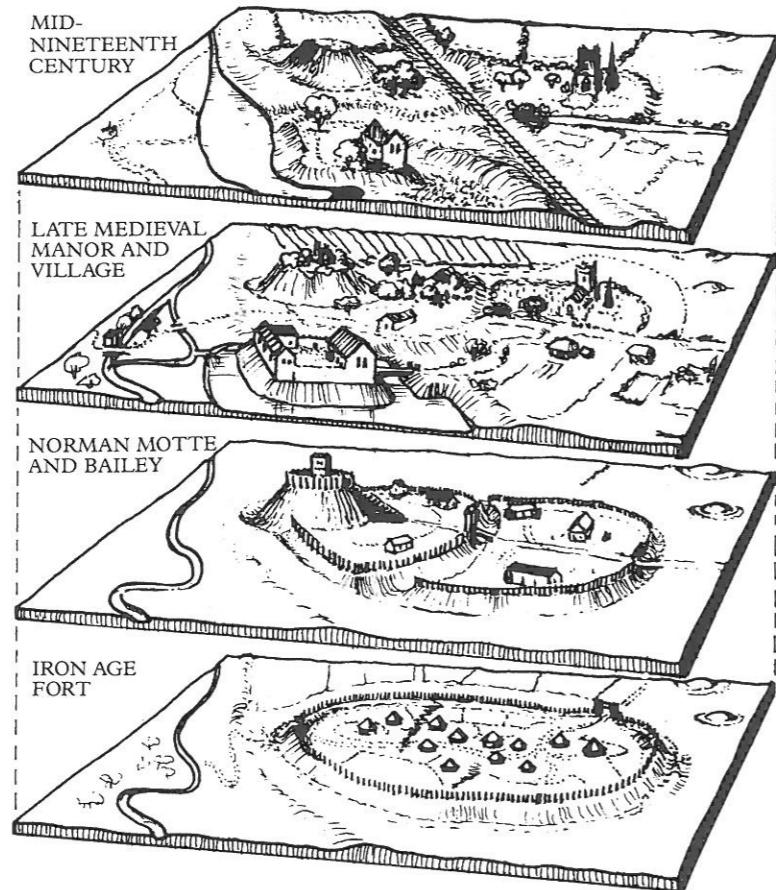 MID-
NINETEENTH
CENTURY
LATE MEDIEVAL
MANOR AND
VILLAGE
NORMAN MOTTE
AND BAILEY
IRON AGE
FORT